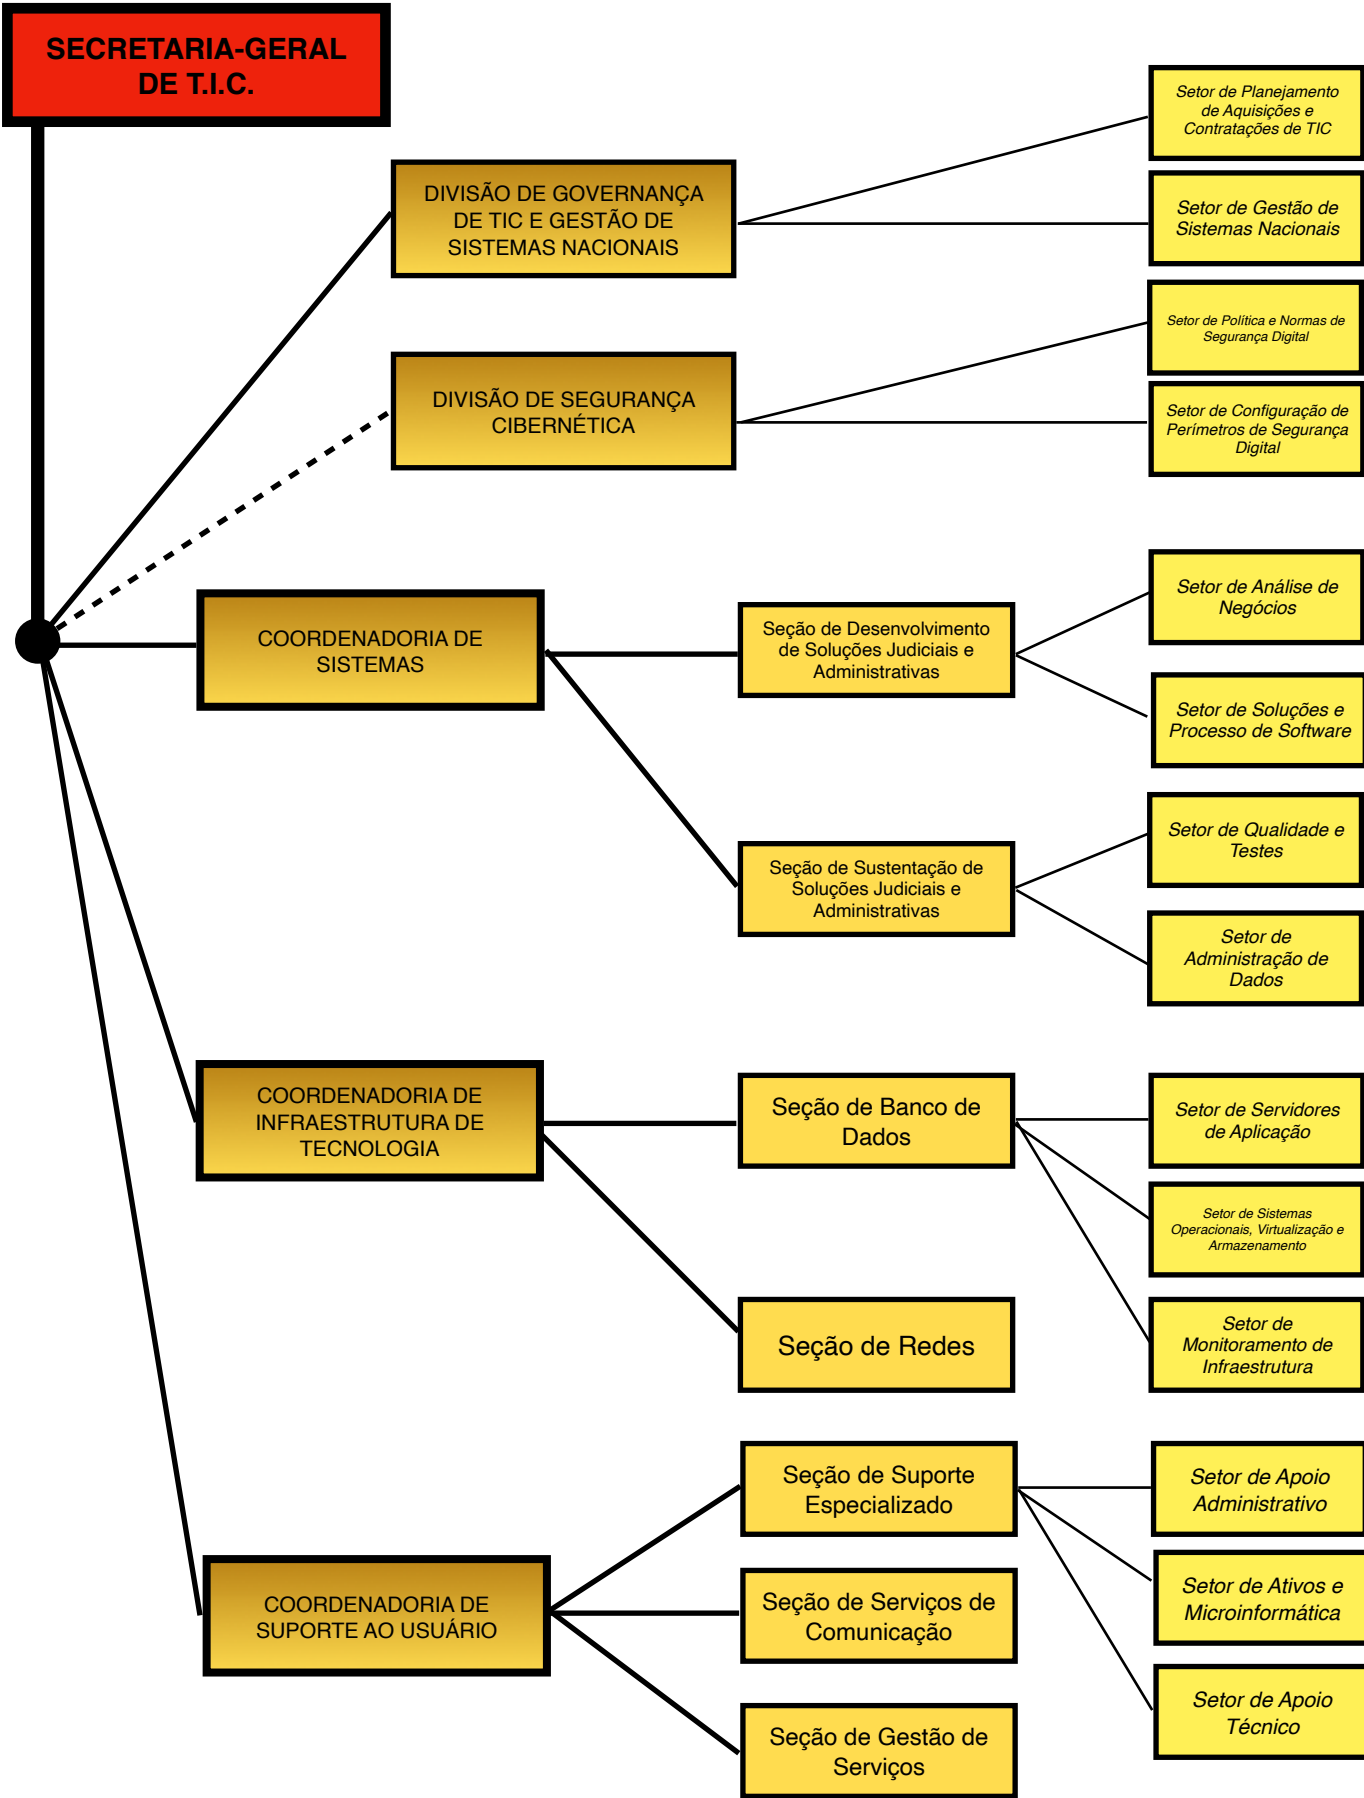 SECRETARIA-GERAL
DE T.I.C.
DIVISÃO DE GOVERNANÇA
DE TIC E GESTÃO DE
SISTEMAS NACIONAIS
Setor de Planejamento
de Aquisições e
Contratações de TIC
Setor de Gestão de
Sistemas Nacionais
DIVISÃO DE SEGURANÇA
CIBERNÉTICA
Setor de Política e Normas de
Segurança Digital
Setor de Configuração de
Perímetros de Segurança
Digital
COORDENADORIA DE
SISTEMAS
Seção de Desenvolvimento
de Soluções Judiciais e
Administrativas
Setor de Análise de
Negócios
Setor de Soluções e
Processo de Software
Seção de Sustentação de
Soluções Judiciais e
Administrativas
Setor de Qualidade e
Testes
Setor de
Administração de
Dados
COORDENADORIA DE
INFRAESTRUTURA DE
TECNOLOGIA
Seção de Banco de
Dados
Setor de Servidores
de Aplicação
Setor de Sistemas
Operacionais, Virtualização e
Armazenamento
Setor de
Monitoramento de
Infraestrutura
Seção de Redes
COORDENADORIA DE
SUPORTE AO USUÁRIO
Seção de Suporte
Especializado
Setor de Apoio
Administrativo
Setor de Ativos e
Microinformática
Setor de Apoio
Técnico
Seção de Serviços de
Comunicação
Seção de Gestão de
Serviços